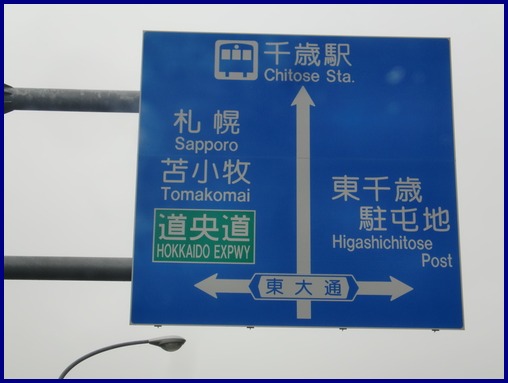 千歳駅
Chitose Sta.
札幌
Sapporo
苫小牧
Tomakomai
道央道
HOKKAIDO EXPWY
東千歳
駐屯地
Higashichitose
Post
東大通